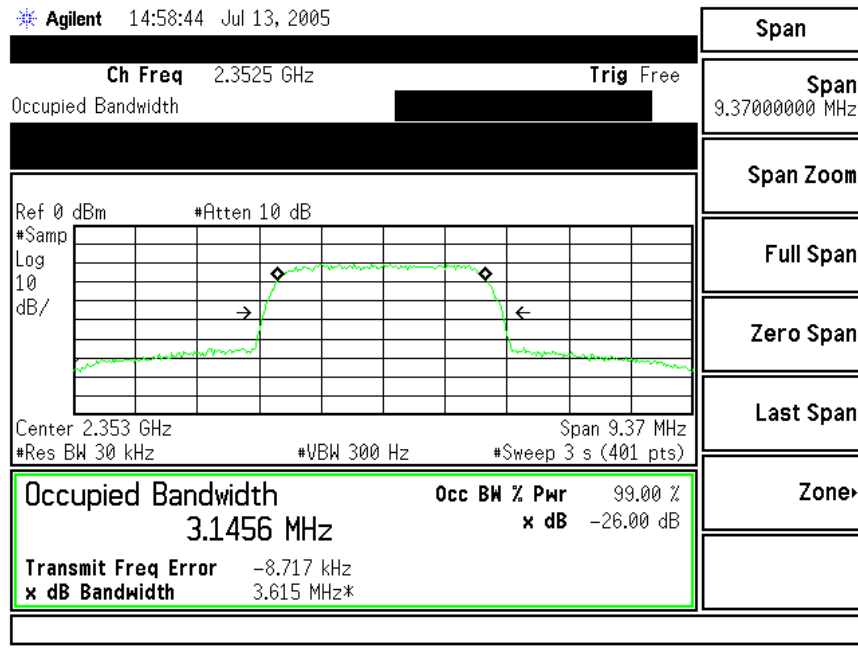 Agilent 14:58:44 Jul 13, 2005
Ch Freq 2.3525 GHz Trig Free
Occupied Bandwidth
Ref 0 dBm #Atten 10 dB
#Samp
Log
10
dB/
Center 2.353 GHz Span 9.37 MHz
#Res BW 30 kHz #VBW 300 Hz #Sweep 3 s (401 pts)
Occupied Bandwidth Occ BW % Pwr 99.00 %
3.1456 MHz x dB -26.00 dB
Transmit Freq Error -8.717 kHz
x dB Bandwidth 3.615 MHz*
Span
Span
9.37000000 MHz
Span Zoom
Full Span
Zero Span
Last Span
Zone